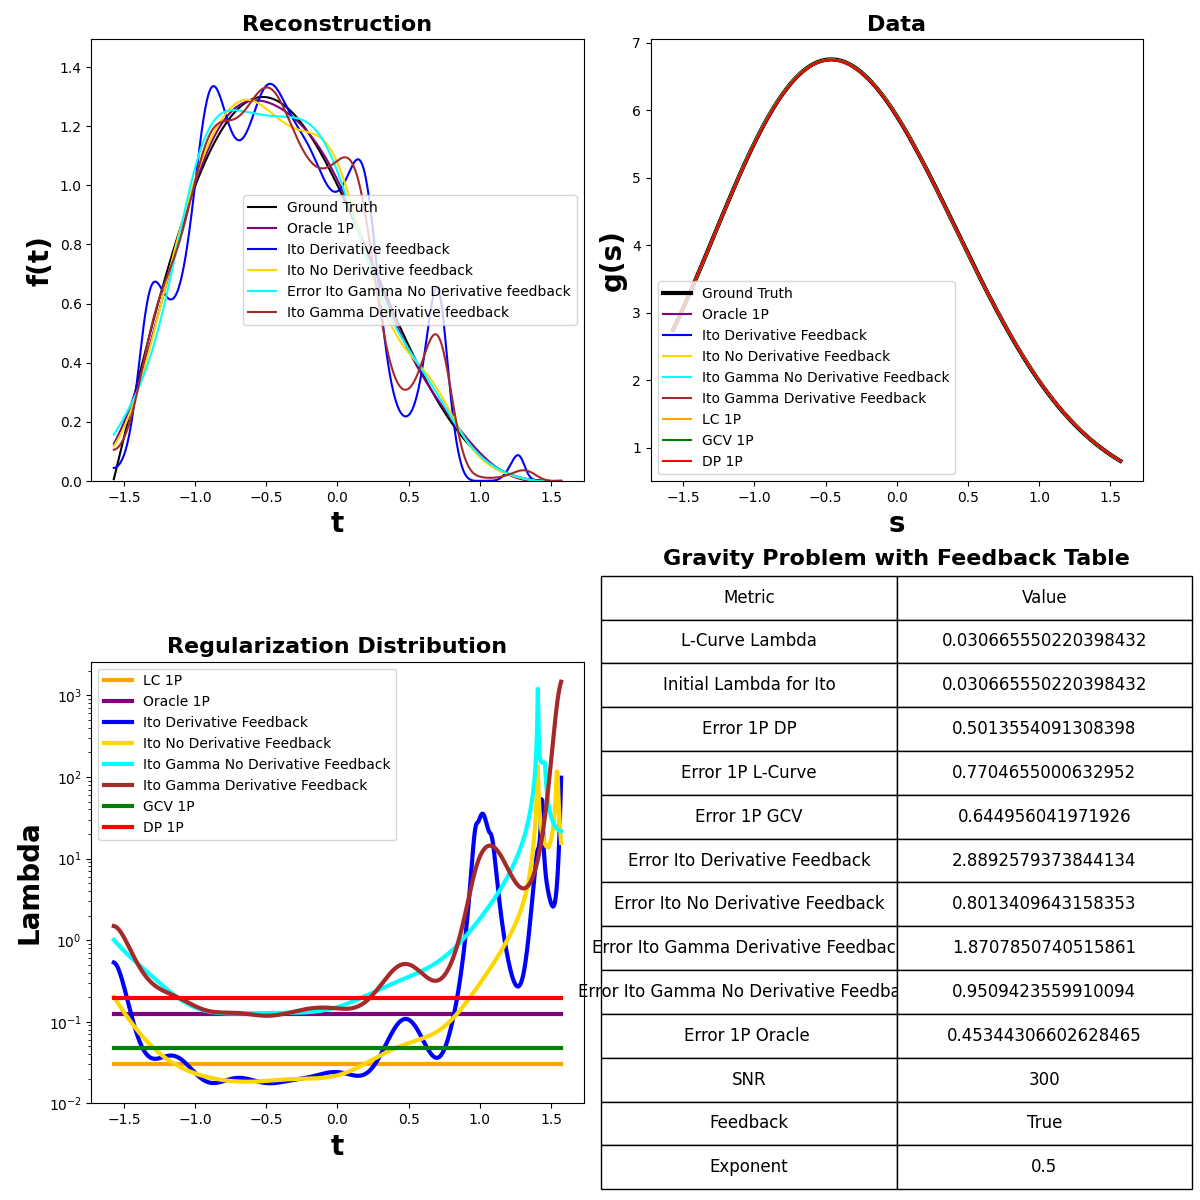 Reconstruction
1.4
1.2
1.0
0.8
0.6
0.4
0.2
0.0
f(t)
Ground Truth
Oracle 1P
Ito Derivative feedback
Ito No Derivative feedback
Error Ito Gamma No Derivative feedback
Ito Gamma Derivative feedback
−1.5 −1.0 −0.5 0.0 0.5 1.0 1.5
t
Data
7
6
5
4
3
2
1
g(s)
Ground Truth
Oracle 1P
Ito Derivative Feedback
Ito No Derivative Feedback
Ito Gamma No Derivative Feedback
Ito Gamma Derivative Feedback
LC 1P
GCV 1P
DP 1P
−1.5 −1.0 −0.5 0.0 0.5 1.0 1.5
s
Regularization Distribution
10³
10²
10¹
10⁰
10⁻¹
10⁻²
Lambda
LC 1P
Oracle 1P
Ito Derivative Feedback
Ito No Derivative Feedback
Ito Gamma No Derivative Feedback
Ito Gamma Derivative Feedback
GCV 1P
DP 1P
−1.5 −1.0 −0.5 0.0 0.5 1.0 1.5
t
Gravity Problem with Feedback Table
Metric Value
L-Curve Lambda 0.030665550220398432
Initial Lambda for Ito 0.030665550220398432
Error 1P DP 0.5013554091308398
Error 1P L-Curve 0.7704655000632952
Error 1P GCV 0.644956041971926
Error Ito Derivative Feedback 2.8892579373844134
Error Ito No Derivative Feedback 0.8013409643158353
Error Ito Gamma Derivative Feedbac 1.8707850740515861
Error Ito Gamma No Derivative Feedba 0.9509423559910094
Error 1P Oracle 0.45344306602628465
SNR 300
Feedback True
Exponent 0.5